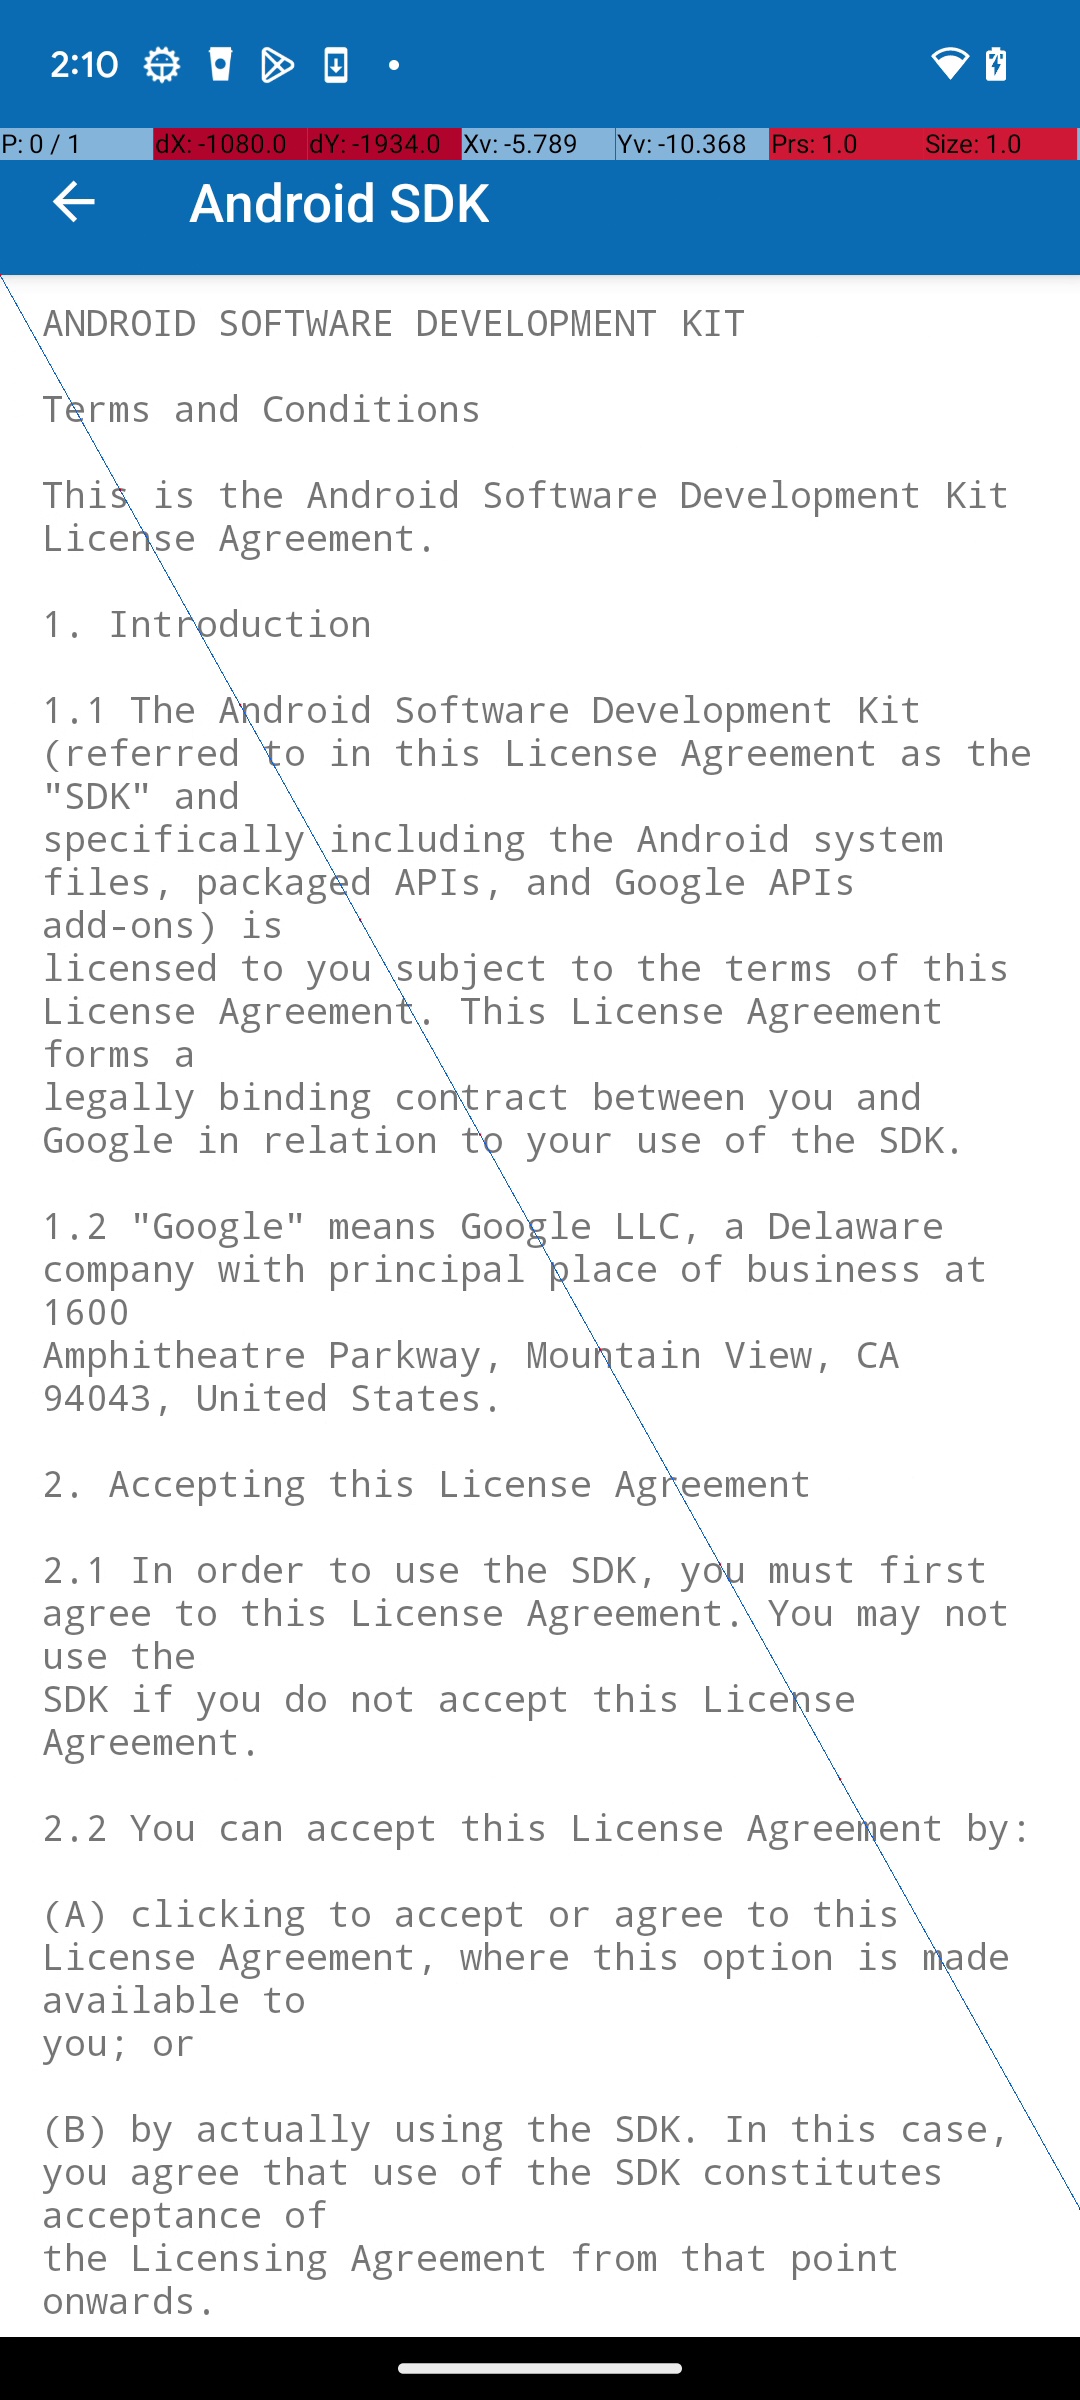 2:10
P: 0 / 1 dX: -1080.0 dY: -1934.0 Xv: -5.789 Yv: -10.368 Prs: 1.0 Size: 1.0
Android SDK
ANDROID SOFTWARE DEVELOPMENT KIT
Terms and Conditions
This is the Android Software Development Kit
License Agreement.
1. Introduction
1.1 The Android Software Development Kit
(referred to in this License Agreement as the
"SDK" and
specifically including the Android system
files, packaged APIs, and Google APIs
add-ons) is
licensed to you subject to the terms of this
License Agreement. This License Agreement
forms a
legally binding contract between you and
Google in relation to your use of the SDK.
1.2 "Google" means Google LLC, a Delaware
company with principal place of business at
1600
Amphitheatre Parkway, Mountain View, CA
94043, United States.
2. Accepting this License Agreement
2.1 In order to use the SDK, you must first
agree to this License Agreement. You may not
use the
SDK if you do not accept this License
Agreement.
2.2 You can accept this License Agreement by:
(A) clicking to accept or agree to this
License Agreement, where this option is made
available to
you; or
(B) by actually using the SDK. In this case,
you agree that use of the SDK constitutes
acceptance of
the Licensing Agreement from that point
onwards.